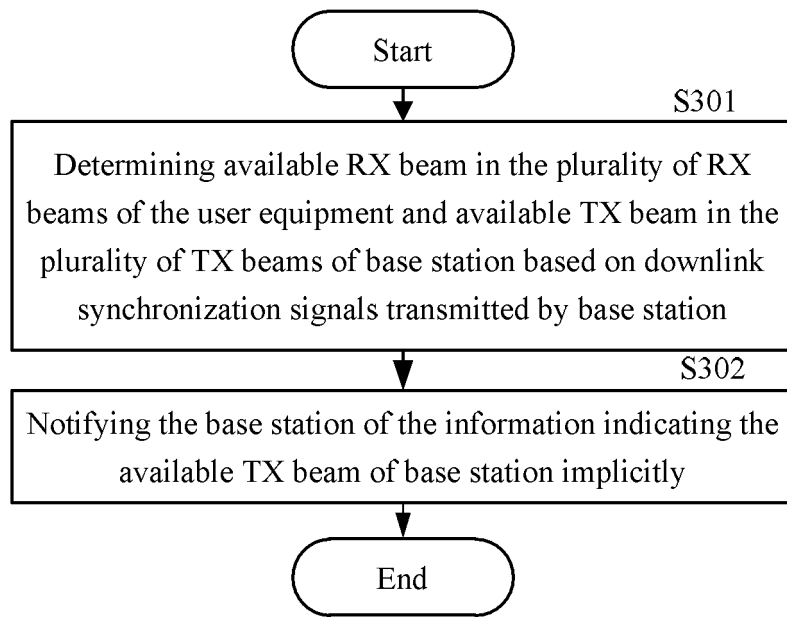 Start
S301
Determining available RX beam in the plurality of RX
beams of the user equipment and available TX beam in the
plurality of TX beams of base station based on downlink
synchronization signals transmitted by base station
S302
Notifying the base station of the information indicating the
available TX beam of base station implicitly
End